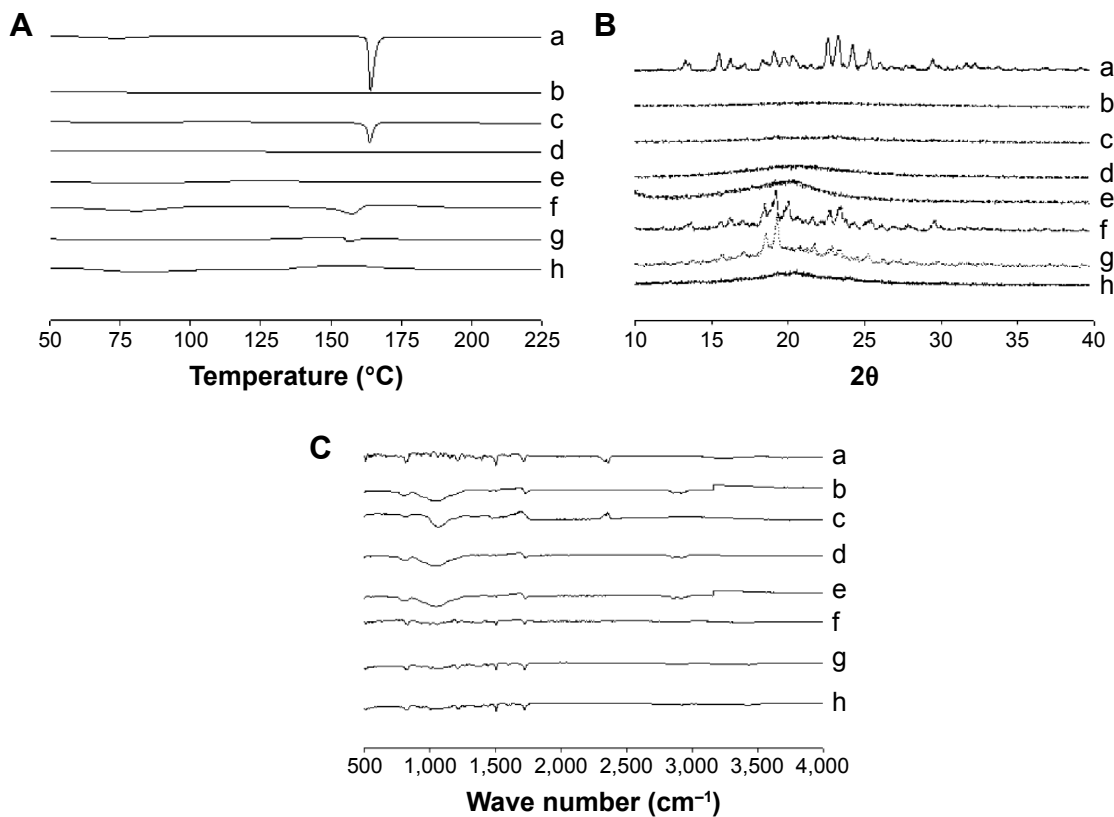 A
a
b
c
d
e
f
g
h
50 75 100 125 150 175 200 225
Temperature (°C)
B
a
b
c
d
e
f
g
h
10 15 20 25 30 35 40
2θ
C
a
b
c
d
e
f
g
h
500 1,000 1,500 2,000 2,500 3,000 3,500 4,000
Wave number (cm⁻¹)